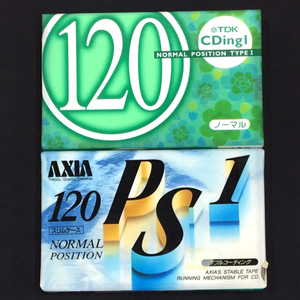 120
TDK
CDing1
NORMAL POSITION TYPE I
ノーマル
AXIA
120
スリムケース
NORMAL
POSITION
PS1
ダブルコーティング
AXIA'S STABLE TAPE
RUNNING MECHANISM FOR CD.